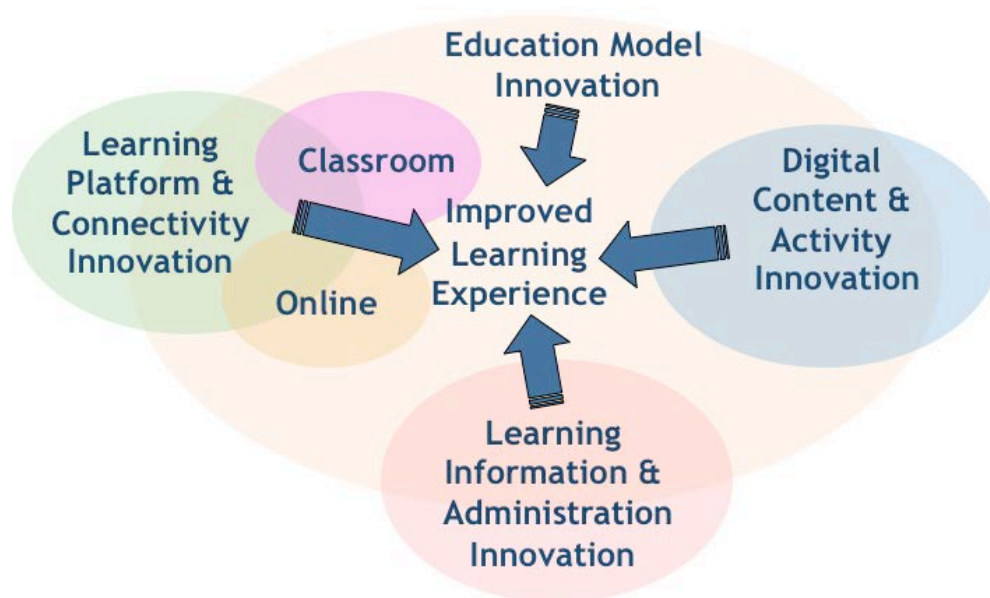 Education Model
Innovation
Learning
Platform &
Connectivity
Innovation
Classroom
Online
Improved
Learning
Experience
Digital
Content &
Activity
Innovation
Learning
Information &
Administration
Innovation